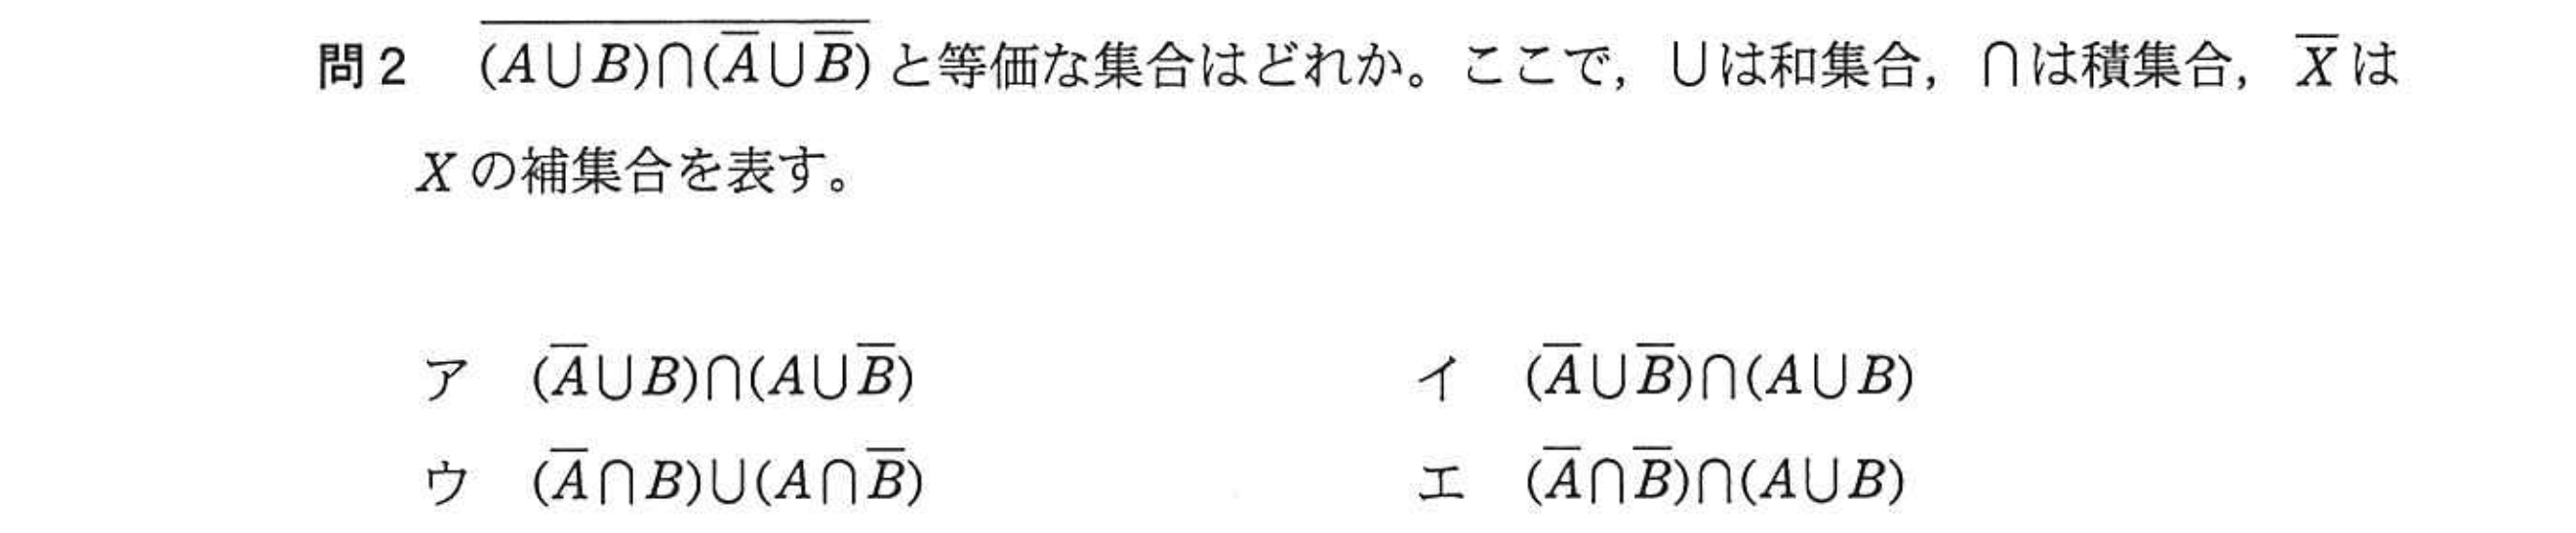 問2 $\overline{(A \cup B) \cap (\overline{A} \cup \overline{B})}$ と等価な集合はどれか。ここで，∪は和集合，∩は積集合，$\overline{X}$ は
X の補集合を表す。
ア $(\overline{A} \cup B) \cap (A \cup \overline{B})$ イ $(\overline{A} \cup \overline{B}) \cap (A \cup B)$
ウ $(\overline{A} \cap B) \cup (A \cap \overline{B})$ エ $(\overline{A} \cap \overline{B}) \cap (A \cup B)$